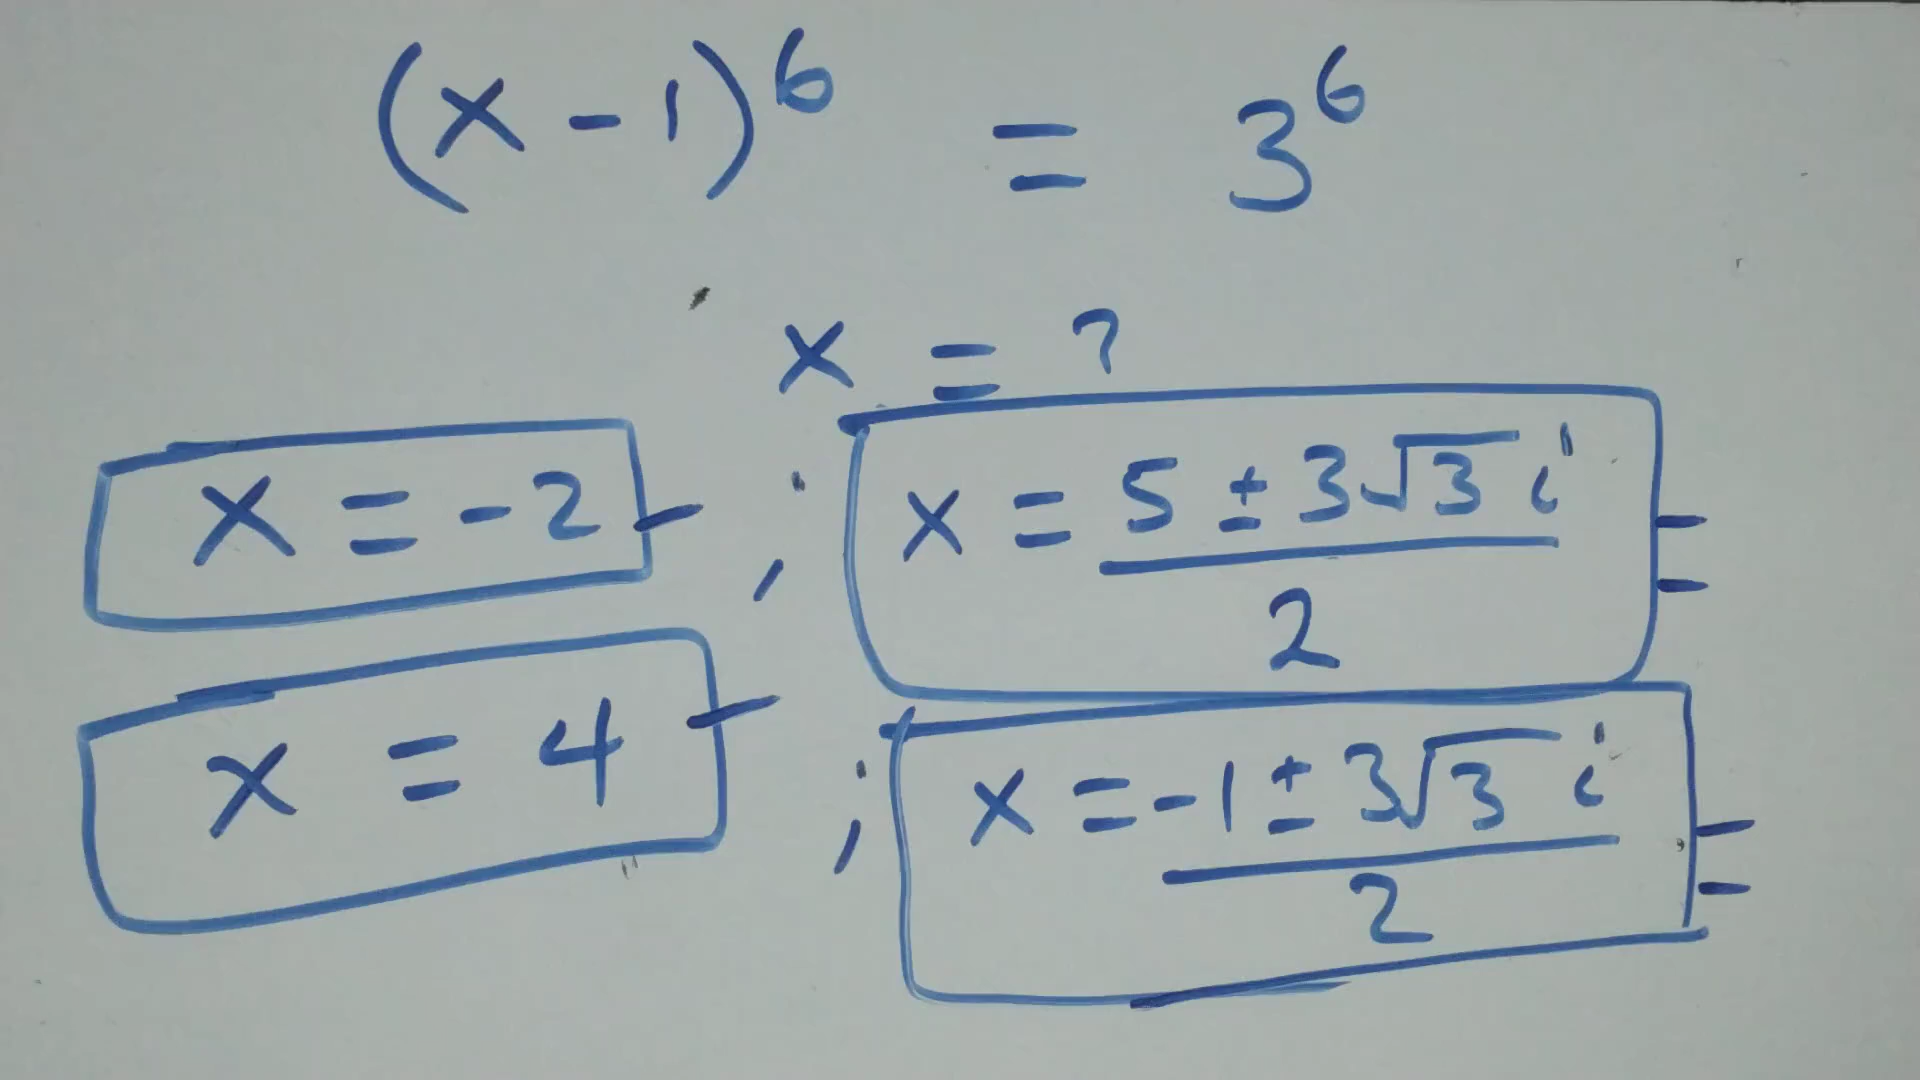 (x - 1)⁶ = 3⁶
x = ?
x = -2 ; x = (5 ± 3√3 i)/2
x = 4 ; x = (-1 ± 3√3 i)/2